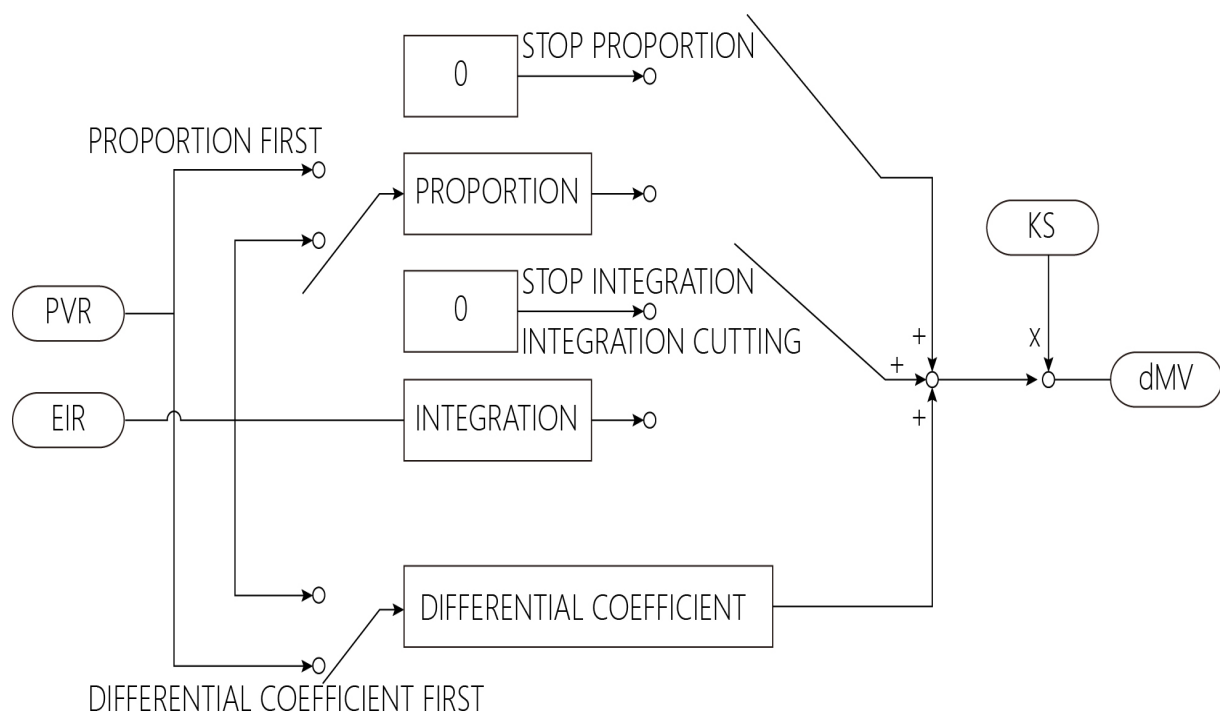 STOP PROPORTION
0
PROPORTION FIRST
PROPORTION
KS
STOP INTEGRATION
0
PVR
INTEGRATION CUTTING
+
X
+
dMV
EIR
INTEGRATION
+
DIFFERENTIAL COEFFICIENT
DIFFERENTIAL COEFFICIENT FIRST